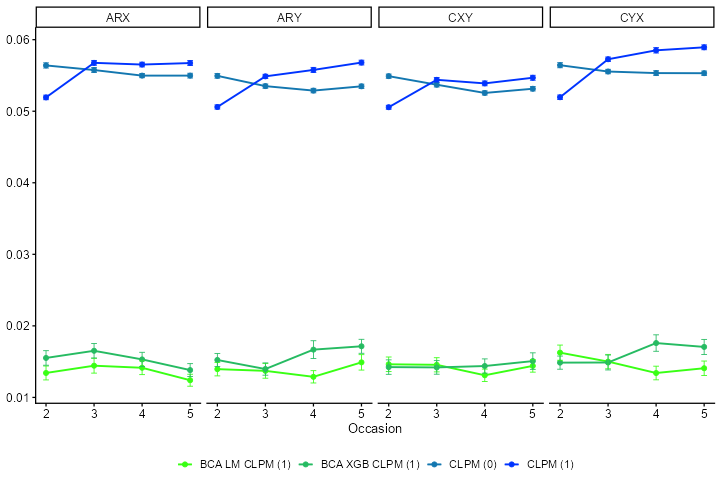 ARX ARY CXY CYX
0.06
0.05
0.04
0.03
0.02
0.01
2 3 4 5 2 3 4 5 2 3 4 5 2 3 4 5
Occasion
BCA LM CLPM (1) BCA XGB CLPM (1) CLPM (0) CLPM (1)